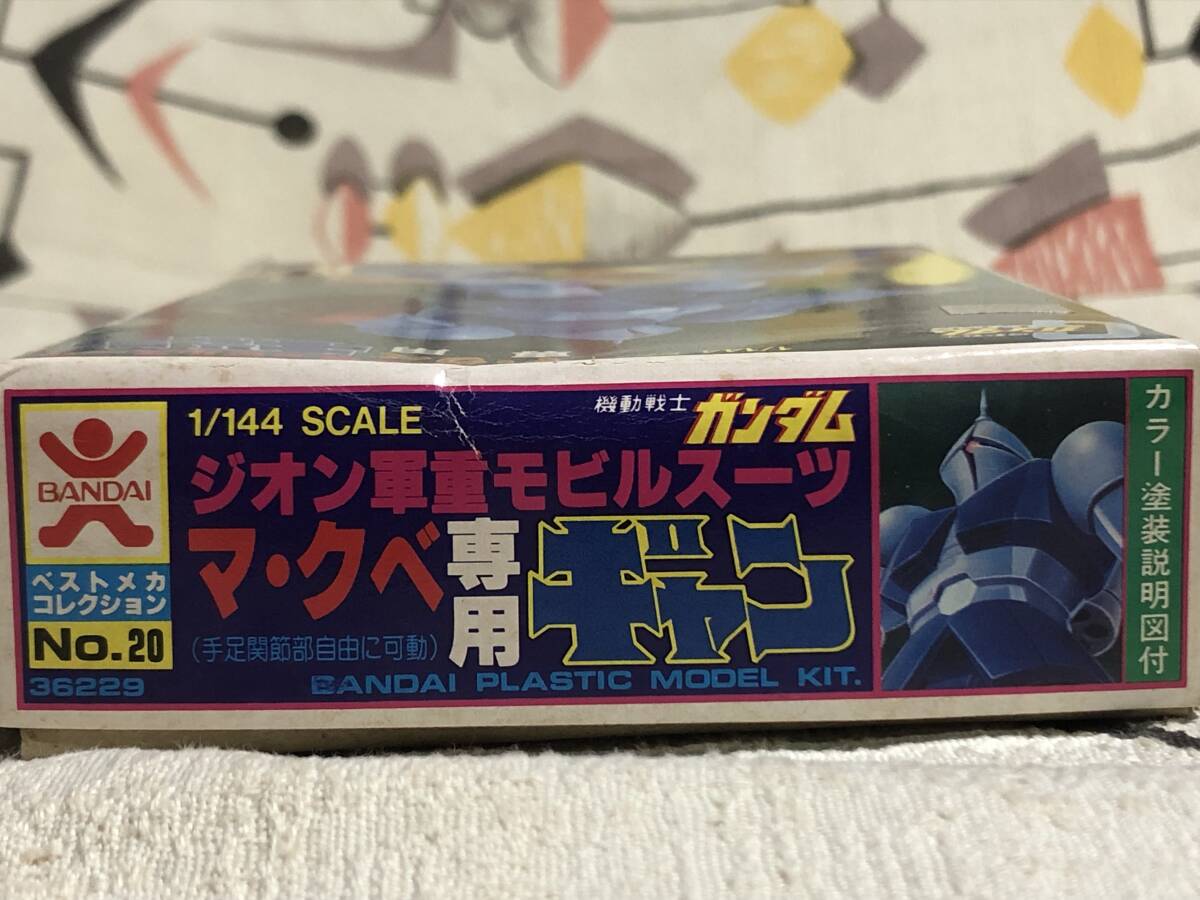 BANDAI
ベストメカ
コレクション
No.20
36229
1/144 SCALE
機動戦士 ガンダム
ジオン軍重モビルスーツ
マ・クベ専用ギャン
(手足関節部自由に可動)
BANDAI PLASTIC MODEL KIT.
カラー塗装説明図付